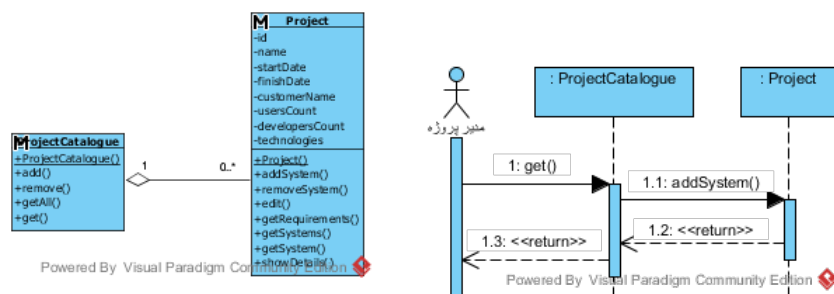 Project
-id
-name
-startDate
-finishDate
-customerName
-usersCount
-developersCount
-technologies
+Project()
+addSystem()
+removeSystem()
+edit()
+getRequirements()
+getSystems()
+getSystem()
+showDetails()
ProjectCatalogue
+ProjectCatalogue()
+add()
+remove()
+getAll()
+get()
1
0..*
Powered By Visual Paradigm Community Edition
: ProjectCatalogue
: Project
مدیر پروژه
1: get()
1.1: addSystem()
1.2: <<return>>
1.3: <<return>>
Powered By Visual Paradigm Community Edition